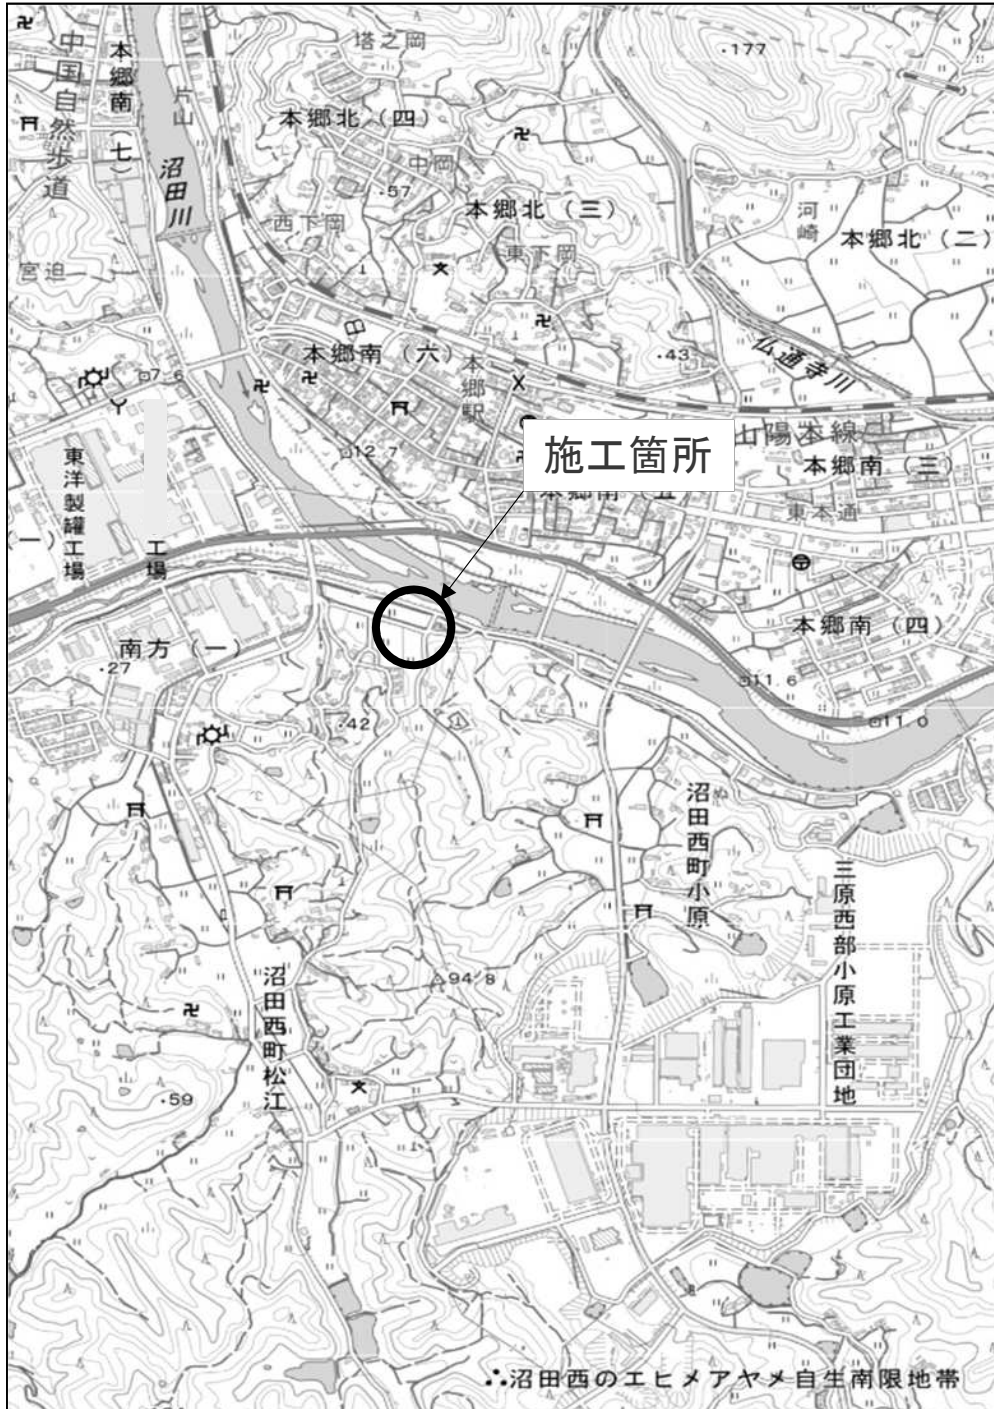 塔之岡
・177
中国自然歩道
本郷南（七）
片山
本郷北（四）
中岡
沼田川
・57
西下岡
本郷北（三）
東下岡
河崎
本郷北（二）
宮迫
本郷南（六）
・43
仏通寺川
7.6
本郷駅
山陽本線
施工箇所
12.7
本郷南（三）
東洋製罐工場
本郷南（五）
東本通
工場
本郷南（四）
南方（一）
・27
11.6
・42
11.0
沼田西町小原
三原西部小原工業団地
94.8
沼田西町松江
・59
∴沼田西のエヒメアヤメ自生南限地帯